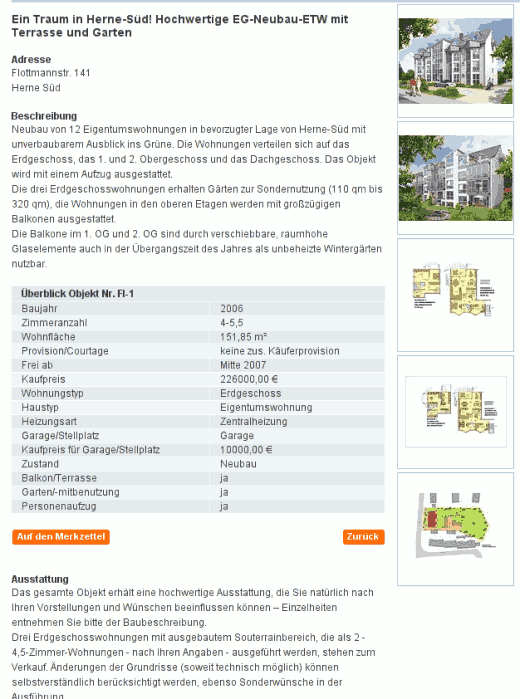 Ein Traum in Herne-Süd! Hochwertige EG-Neubau-ETW mit
Terrasse und Garten
Adresse
Flottmannstr. 141
Herne Süd
Beschreibung
Neubau von 12 Eigentumswohnungen in bevorzugter Lage von Herne-Süd mit
unverbaubarem Ausblick ins Grüne. Die Wohnungen verteilen sich auf das
Erdgeschoss, das 1. und 2. Obergeschoss und das Dachgeschoss. Das Objekt
wird mit einem Aufzug ausgestattet.
Die drei Erdgeschosswohnungen erhalten Gärten zur Sondernutzung (110 qm bis
320 qm), die Wohnungen in den oberen Etagen werden mit großzügigen
Balkonen ausgestattet.
Die Balkone im 1. OG und 2. OG sind durch verschiebbare, raumhohe
Glaselemente auch in der Übergangszeit des Jahres als unbeheizte Wintergärten
nutzbar.
Überblick Objekt Nr. FI-1
Baujahr 2006
Zimmeranzahl 4-5,5
Wohnfläche 151,85 m²
Provision/Courtage keine zus. Käuferprovision
Frei ab Mitte 2007
Kaufpreis 226000,00 €
Wohnungstyp Erdgeschoss
Haustyp Eigentumswohnung
Heizungsart Zentralheizung
Garage/Stellplatz Garage
Kaufpreis für Garage/Stellplatz 10000,00 €
Zustand Neubau
Balkon/Terrasse ja
Garten/-mitbenutzung ja
Personenaufzug ja
Auf den Merkzettel Zurück
Ausstattung
Das gesamte Objekt erhält eine hochwertige Ausstattung, die Sie natürlich nach
Ihren Vorstellungen und Wünschen beeinflussen können – Einzelheiten
entnehmen Sie bitte der Baubeschreibung.
Drei Erdgeschosswohnungen mit ausgebautem Souterrainbereich, die als 2 -
4,5-Zimmer-Wohnungen - nach Ihren Angaben - ausgeführt werden, stehen zum
Verkauf. Änderungen der Grundrisse (soweit technisch möglich) können
selbstverständlich berücksichtigt werden, ebenso Sonderwünsche in der
Ausführung.